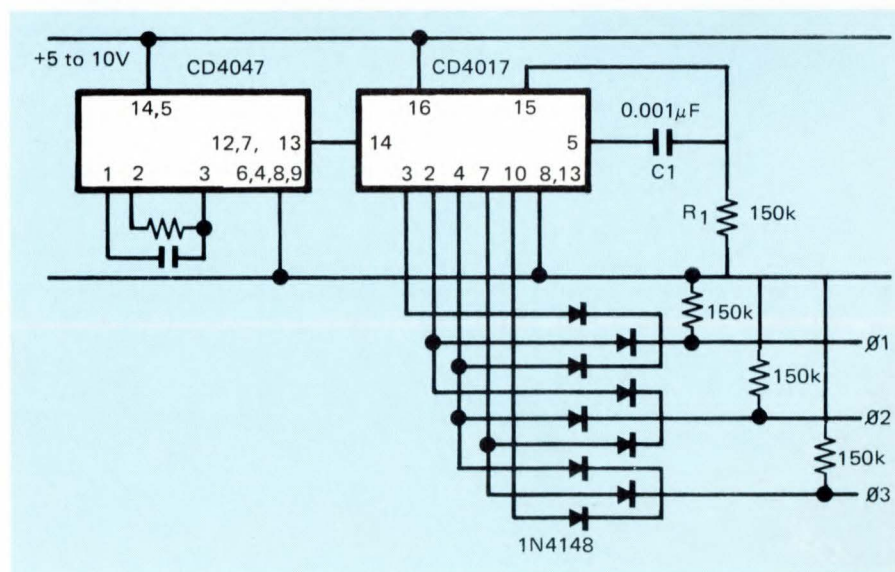 +5 to 10V
CD4047
CD4017
14,5
16
15
0.001µF
12,7, 13
14
5
1 2 3 6,4,8,9
3 2 4 7 10 8,13
C1
R1 150k
150k
Ø1
150k
Ø2
150k
Ø3
1N4148